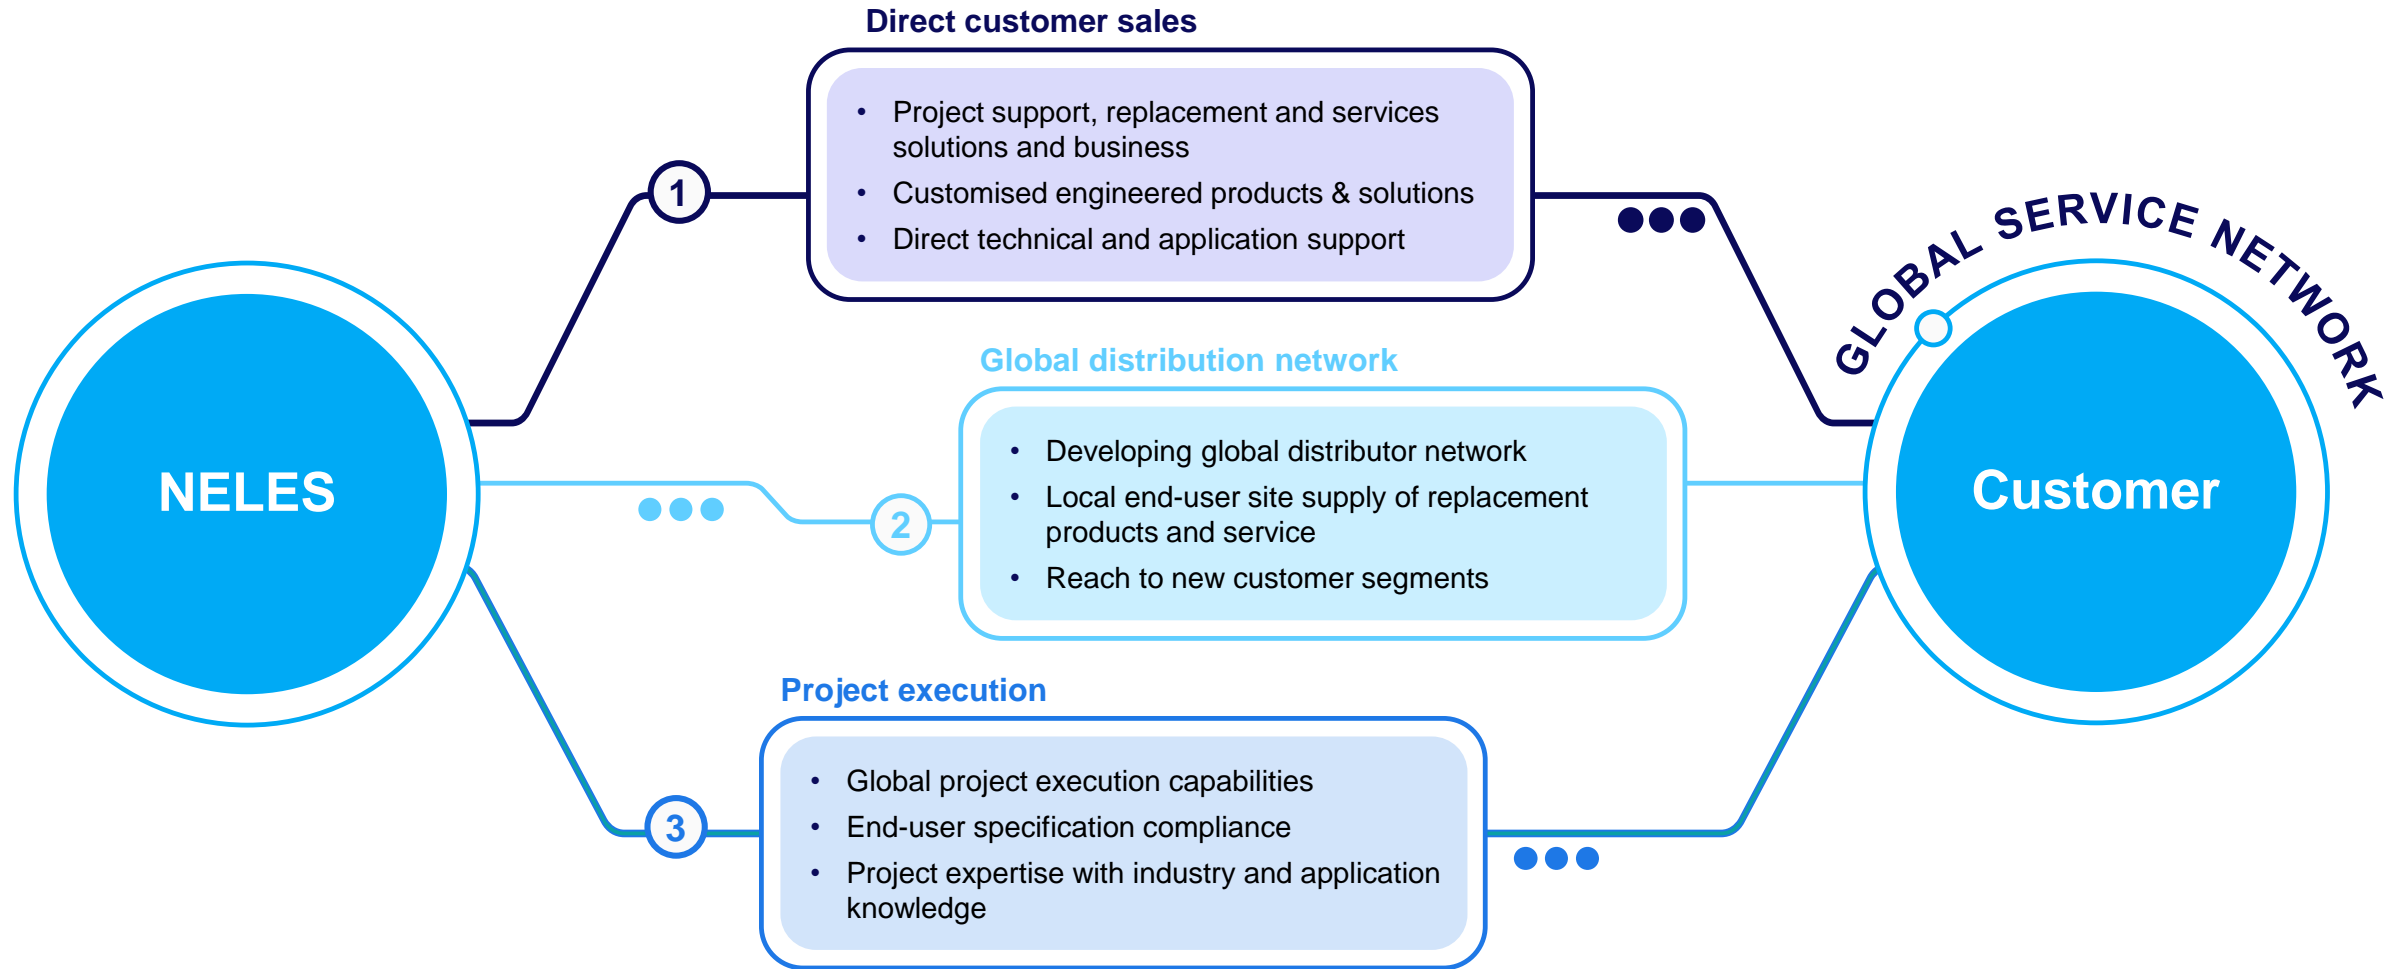 Direct customer sales
• Project support, replacement and services
solutions and business
• Customised engineered products & solutions
• Direct technical and application support
1
GLOBAL SERVICE NETWORK
Global distribution network
• Developing global distributor network
• Local end-user site supply of replacement
products and service
• Reach to new customer segments
NELES
2
Customer
Project execution
• Global project execution capabilities
• End-user specification compliance
• Project expertise with industry and application
knowledge
3